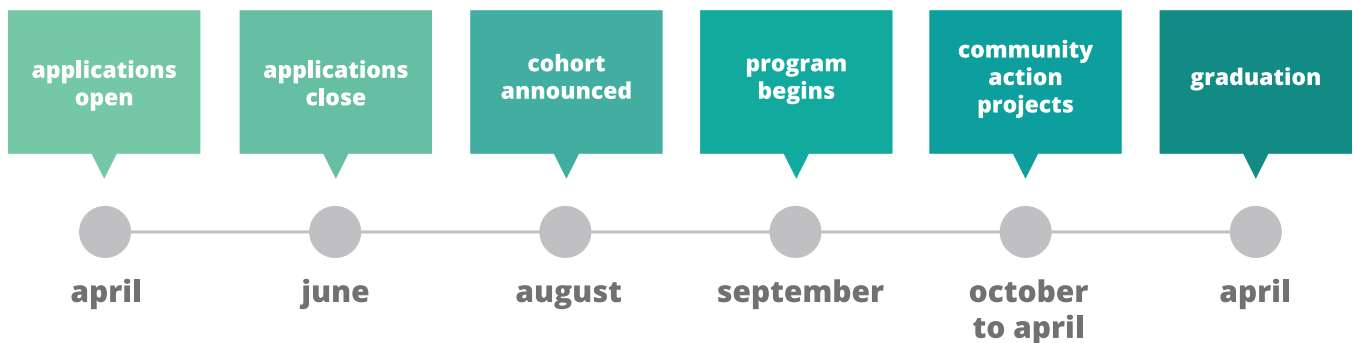 applications
open
applications
close
cohort
announced
program
begins
community
action
projects
graduation
april
june
august
september
october
to april
april